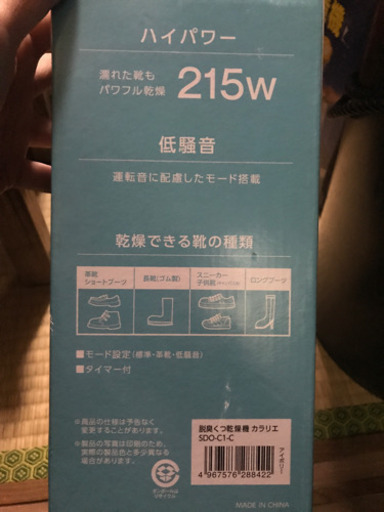 ハイパワー
濡れた靴も
パワフル乾燥
215W
低騒音
運転音に配慮したモード搭載
乾燥できる靴の種類
革靴
ショートブーツ
長靴(ゴム製)
スニーカー
子供靴
ロングブーツ
■モード設定(標準・革靴・低騒音)
■タイマー付
※商品の仕様は予告なく
変更することがあります。
※製品の写真は印刷のため、
実際の製品の色と多少異なる
場合があります。
脱臭くつ乾燥機 カラリエ
SDO-C1-C
アイボリー
4 967576 288422
MADE IN CHINA